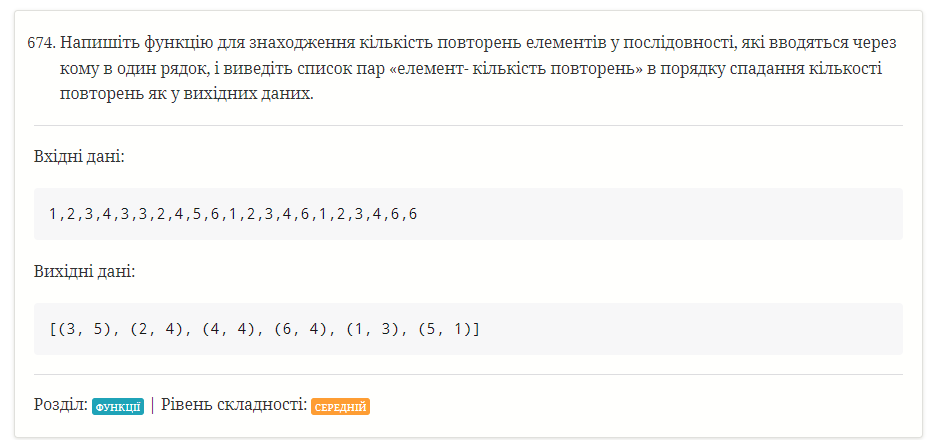 674. Напишіть функцію для знаходження кількість повторень елементів у послідовності, які вводяться через
кому в один рядок, і виведіть список пар «елемент- кількість повторень» в порядку спадання кількості
повторень як у вихідних даних.
Вхідні дані:
1,2,3,4,3,3,2,4,5,6,1,2,3,4,6,1,2,3,4,6,6
Вихідні дані:
[(3, 5), (2, 4), (4, 4), (6, 4), (1, 3), (5, 1)]
Розділ: ФУНКЦІЇ | Рівень складності: СЕРЕДНІЙ